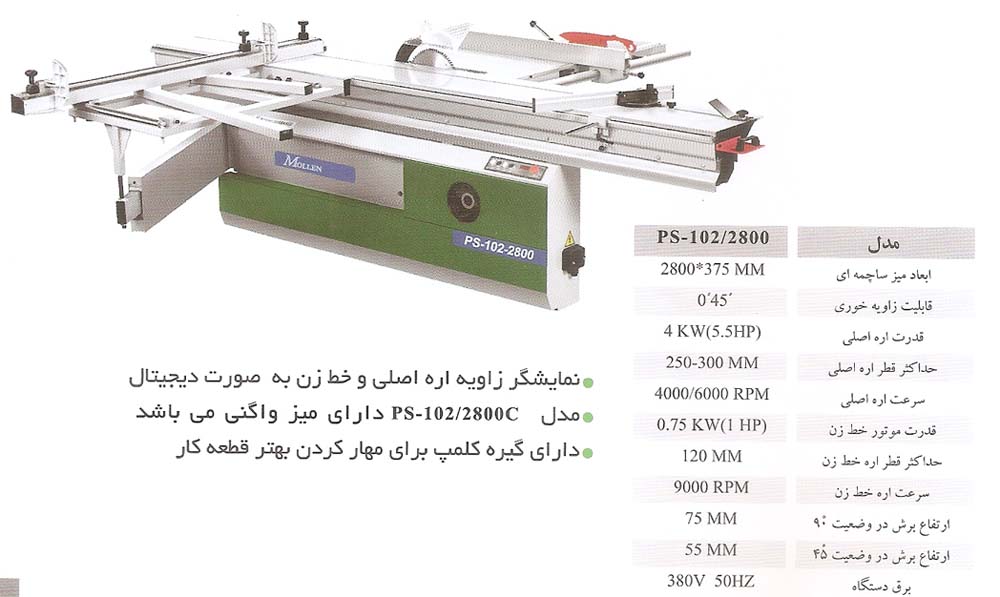 MOLLEN
PS-102-2800
مدل PS-102/2800
ابعاد میز ساچمه ای 2800*375 MM
قابلیت زاویه خوری 0´45´
قدرت اره اصلی 4 KW(5.5HP)
حداکثر قطر اره اصلی 250-300 MM
سرعت اره اصلی 4000/6000 RPM
قدرت موتور خط زن 0.75 KW(1 HP)
حداکثر قطر اره خط زن 120 MM
سرعت اره خط زن 9000 RPM
ارتفاع برش در وضعیت ۹۰° 75 MM
ارتفاع برش در وضعیت ۴۵° 55 MM
برق دستگاه 380V 50HZ
نمایشگر زاویه اره اصلی و خط زن به صورت دیجیتال
مدل PS-102/2800C دارای میز واگنی می باشد
دارای گیره کلمپ برای مهار کردن بهتر قطعه کار